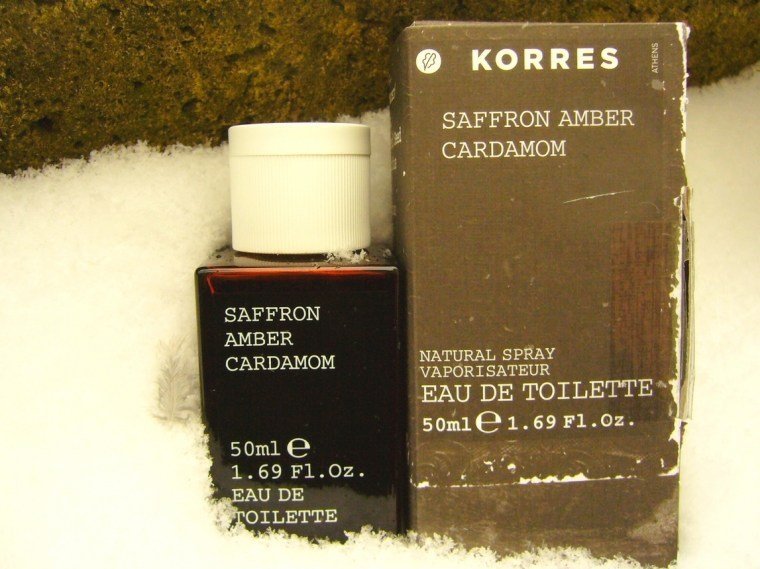 KORRES
ATHENS
SAFFRON AMBER
CARDAMOM
NATURAL SPRAY
VAPORISATEUR
EAU DE TOILETTE
50ml e 1.69 Fl.Oz.
SAFFRON
AMBER
CARDAMOM
50ml e
1.69 Fl.Oz.
EAU DE
TOILETTE